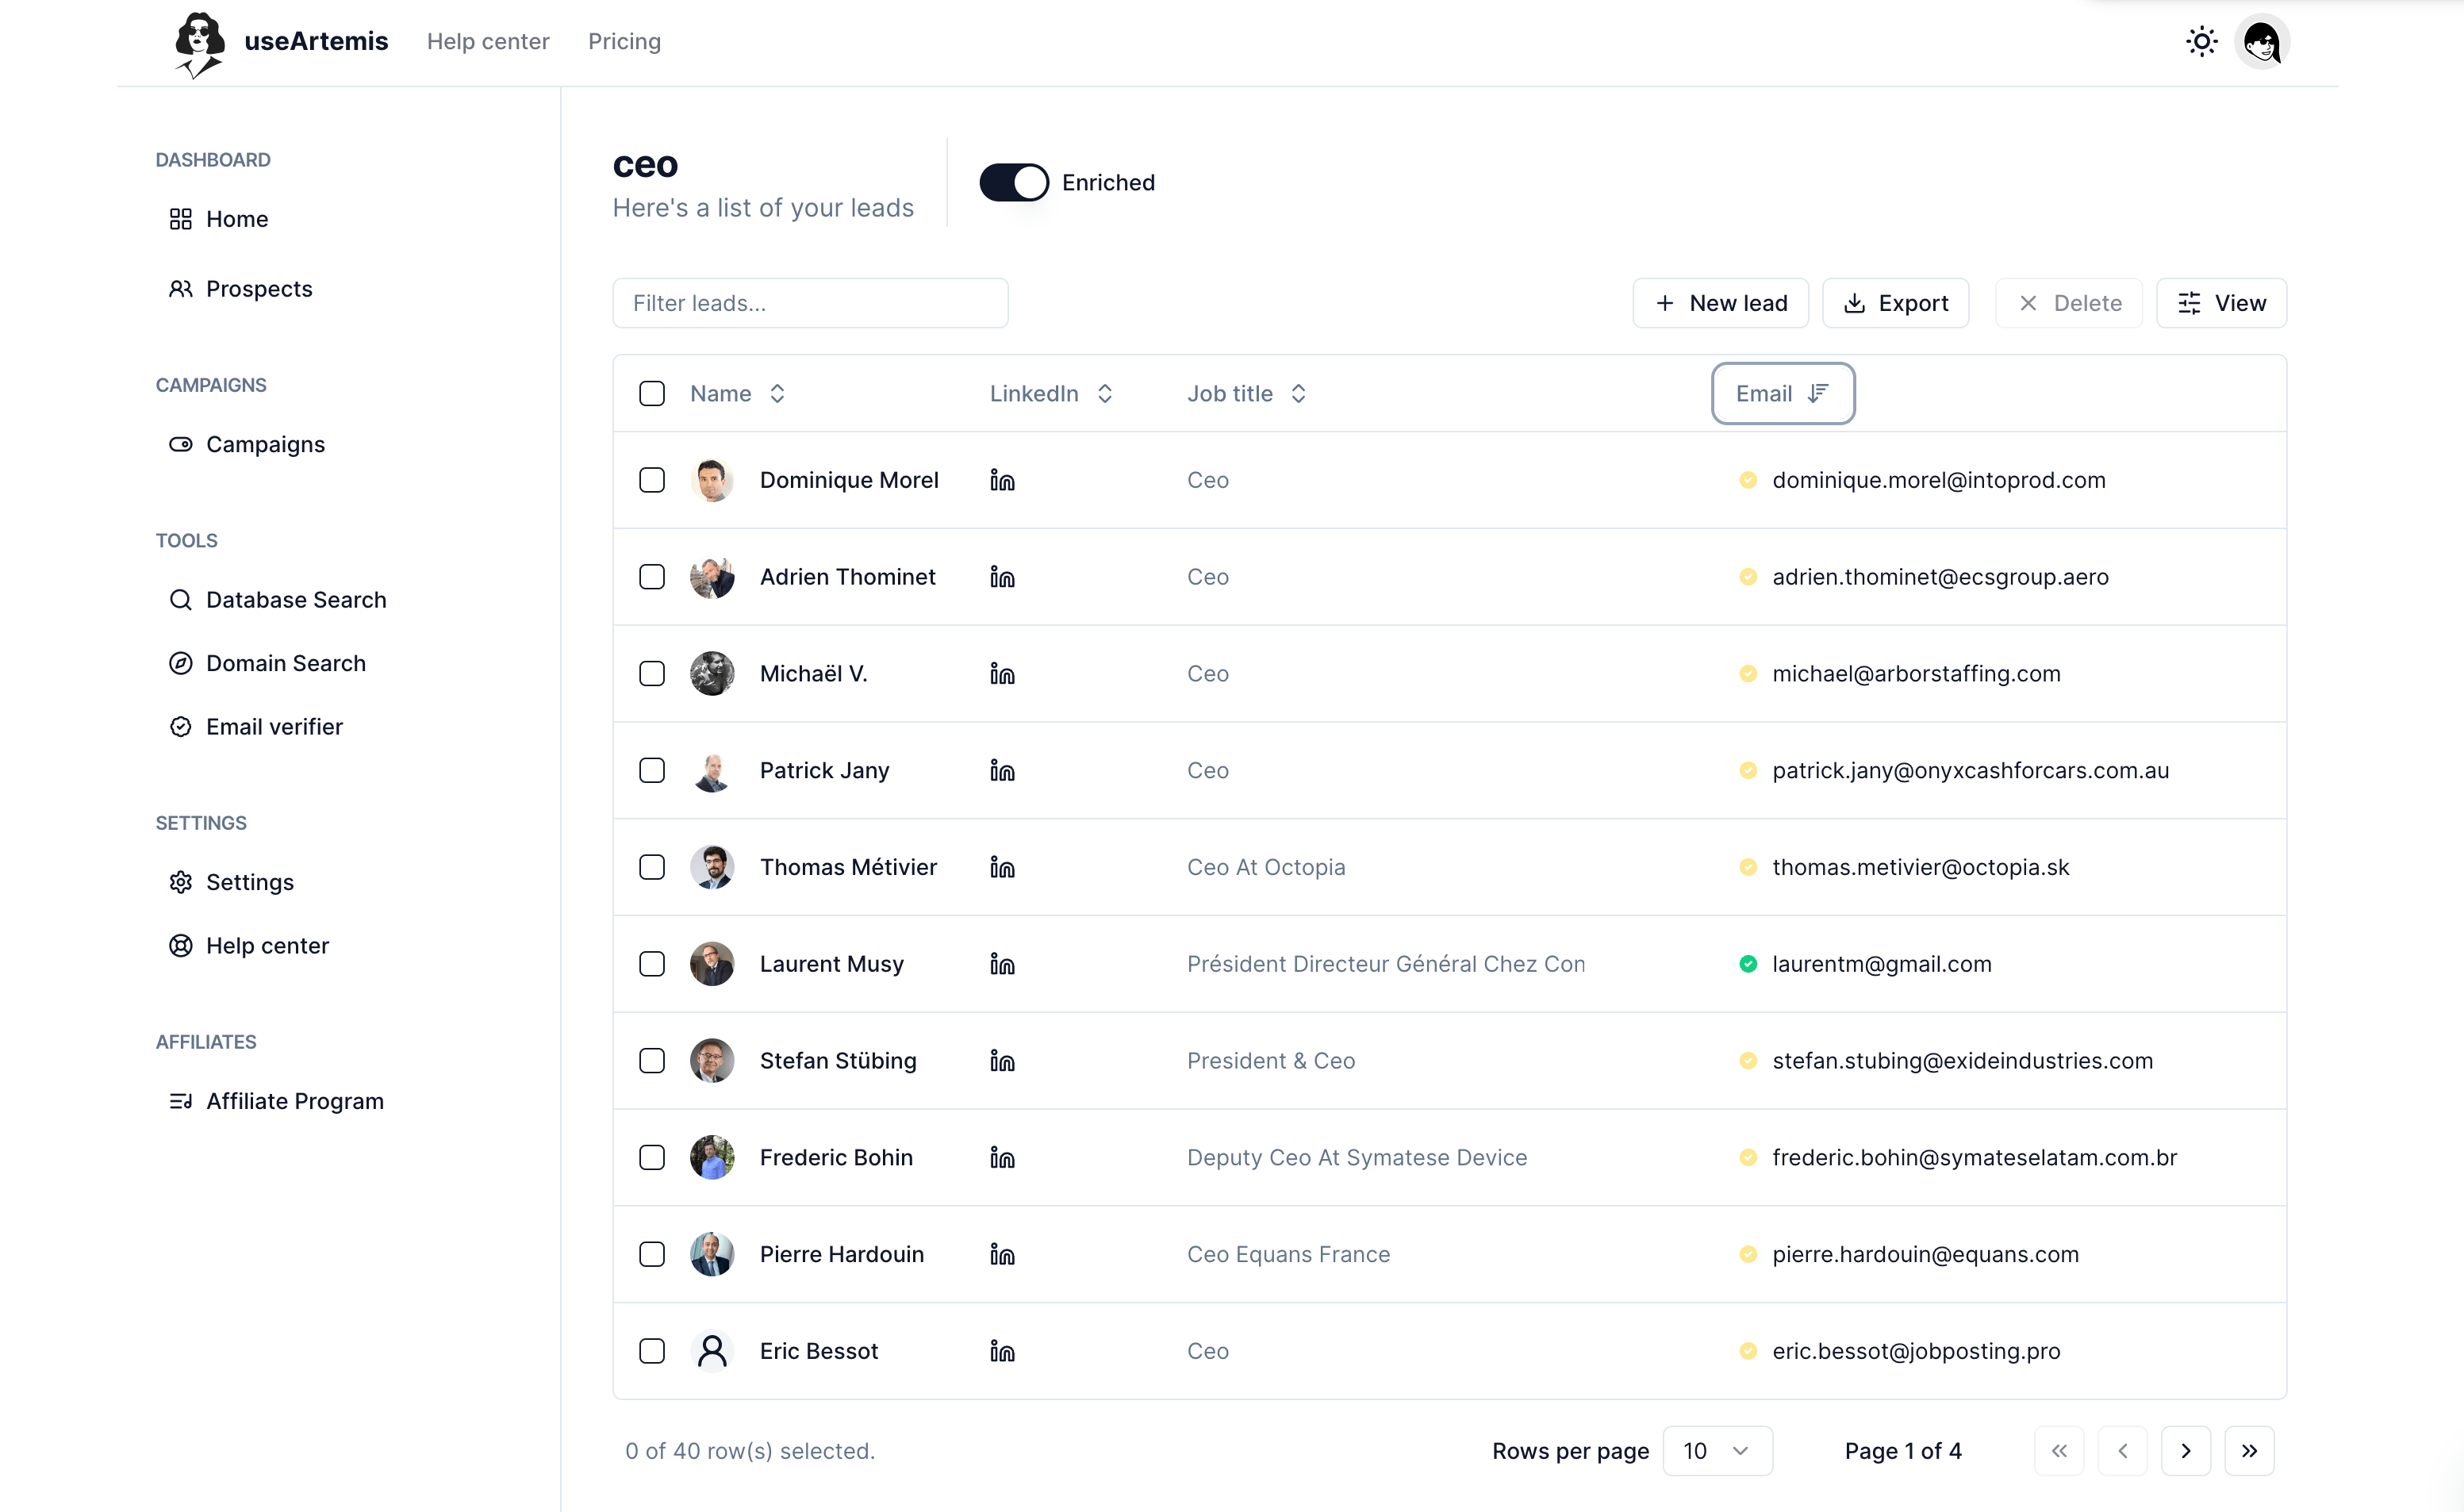 useArtemis Help center Pricing
DASHBOARD
Home
Prospects
CAMPAIGNS
Campaigns
TOOLS
Database Search
Domain Search
Email verifier
SETTINGS
Settings
Help center
AFFILIATES
Affiliate Program
ceo
Here's a list of your leads
Enriched
Filter leads...
New lead Export Delete View
Name LinkedIn Job title Email
Dominique Morel in Ceo dominique.morel@intoprod.com
Adrien Thominet in Ceo adrien.thominet@ecsgroup.aero
Michaël V. in Ceo michael@arborstaffing.com
Patrick Jany in Ceo patrick.jany@onyxcashforcars.com.au
Thomas Métivier in Ceo At Octopia thomas.metivier@octopia.sk
Laurent Musy in Président Directeur Général Chez Con laurentm@gmail.com
Stefan Stübing in President & Ceo stefan.stubing@exideindustries.com
Frederic Bohin in Deputy Ceo At Symatese Device frederic.bohin@symateselatam.com.br
Pierre Hardouin in Ceo Equans France pierre.hardouin@equans.com
Eric Bessot in Ceo eric.bessot@jobposting.pro
0 of 40 row(s) selected. Rows per page 10 Page 1 of 4